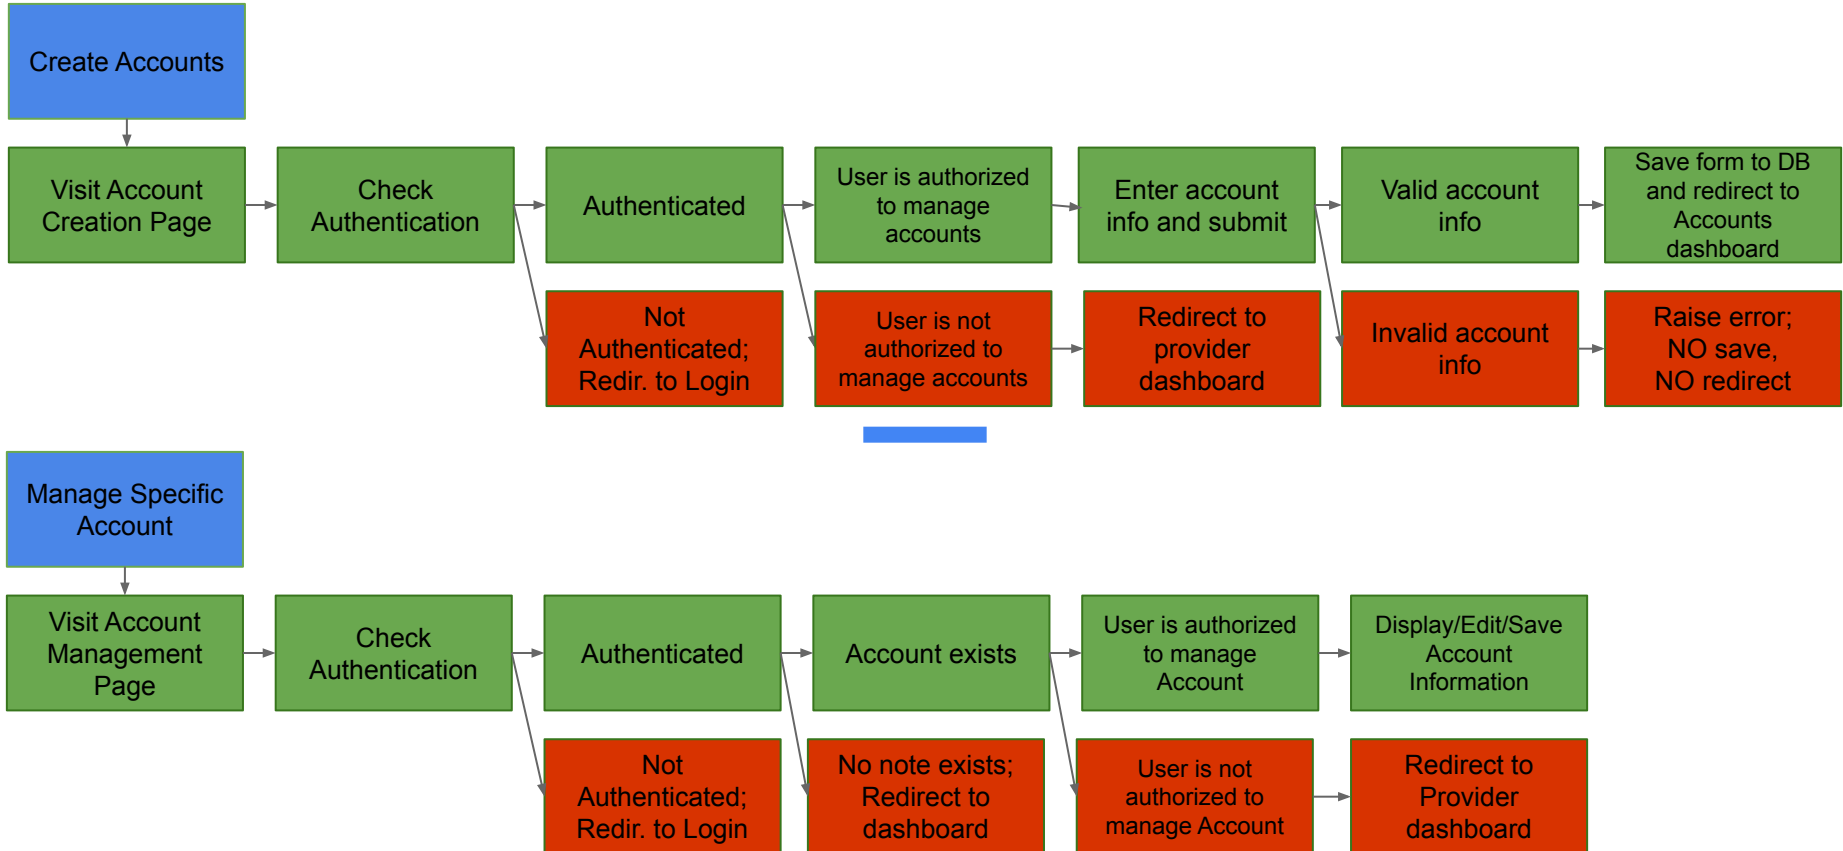 Create Accounts
Visit Account
Creation Page
Check
Authentication
Authenticated
User is authorized
to manage
accounts
Enter account
info and submit
Valid account
info
Save form to DB
and redirect to
Accounts
dashboard
Not
Authenticated;
Redir. to Login
User is not
authorized to
manage accounts
Redirect to
provider
dashboard
Invalid account
info
Raise error;
NO save,
NO redirect
Manage Specific
Account
Visit Account
Management
Page
Check
Authentication
Authenticated
Account exists
User is authorized
to manage
Account
Display/Edit/Save
Account
Information
Not
Authenticated;
Redir. to Login
No note exists;
Redirect to
dashboard
User is not
authorized to
manage Account
Redirect to
Provider
dashboard